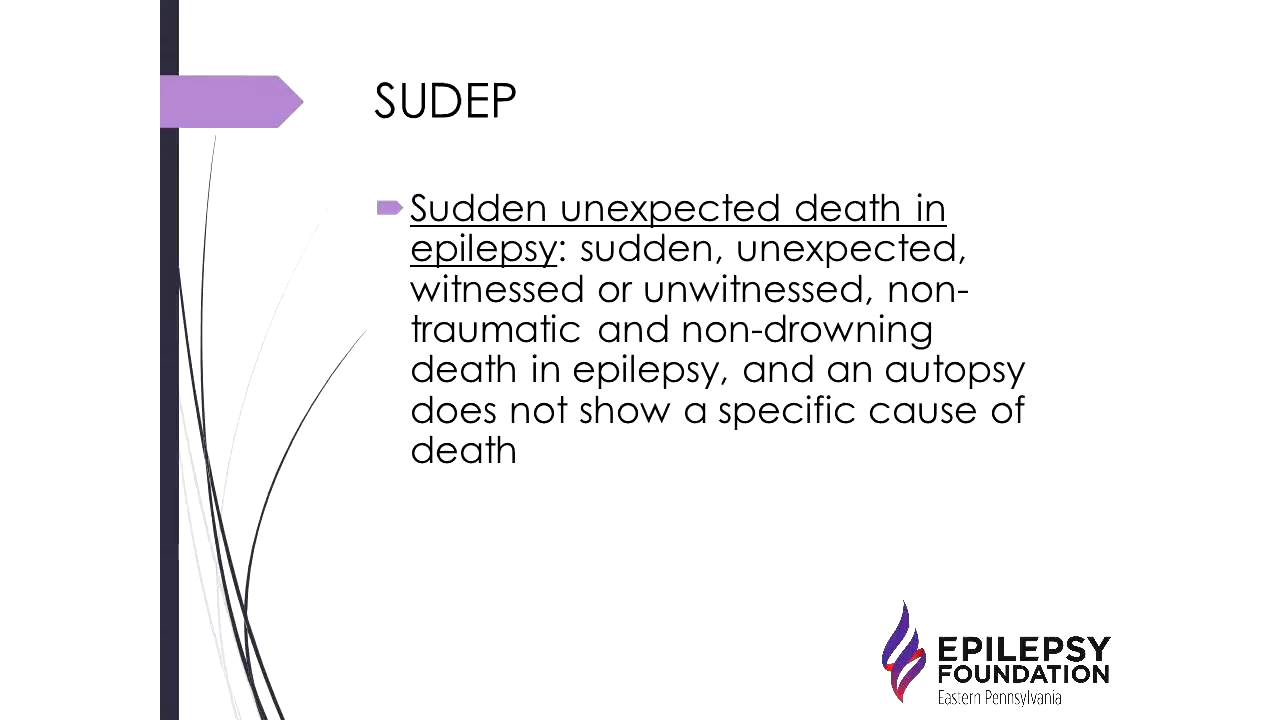 SUDEP
Sudden unexpected death in
epilepsy: sudden, unexpected,
witnessed or unwitnessed, non-
traumatic and non-drowning
death in epilepsy, and an autopsy
does not show a specific cause of
death
EPILEPSY
FOUNDATION
Eastern Pennsylvania